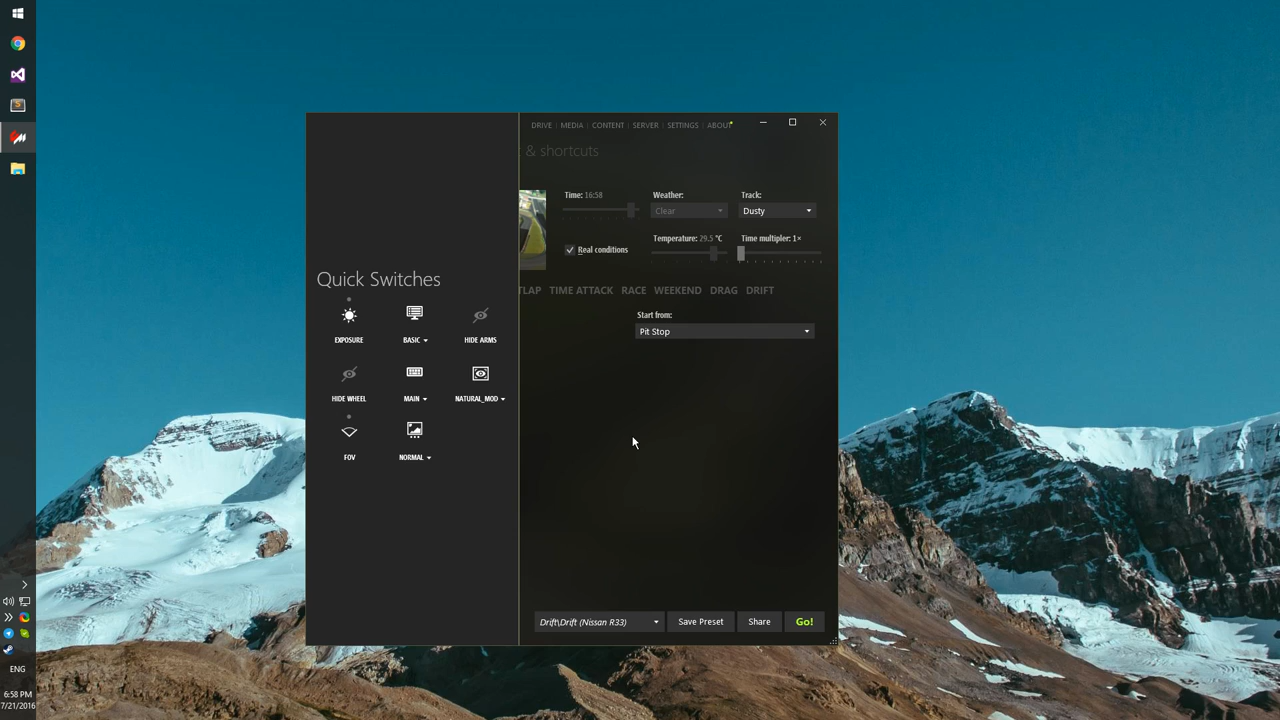 DRIVE MEDIA CONTENT SERVER SETTINGS ABOUT
& shortcuts
Time: 16:58
Weather:
Track:
Clear
Dusty
Temperature: 29.5 °C
Time multipler: 1×
Real conditions
Quick Switches
TLAP TIME ATTACK RACE WEEKEND DRAG DRIFT
Start from:
Pit Stop
EXPOSURE
BASIC
HIDE ARMS
HIDE WHEEL
MAIN
NATURAL_MOD
FOV
NORMAL
Drift\Drift (Nissan R33)
Save Preset
Share
Go!
ENG
6:58 PM
7/21/2016